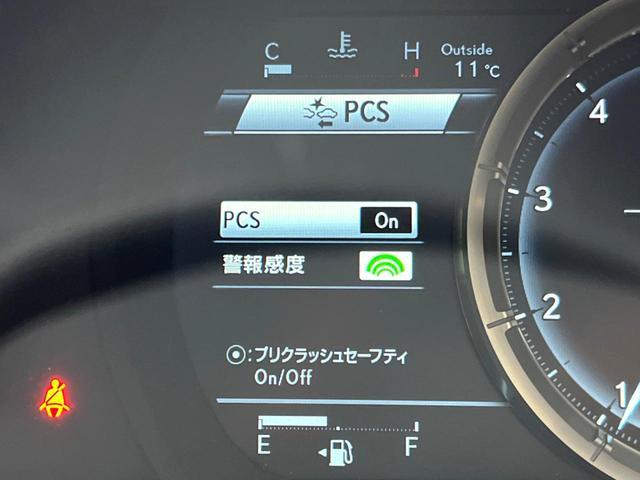 C H Outside
11℃
PCS
PCS On
警報感度
⦿:プリクラッシュセーフティ
On/Off
E F
4
3
2
1